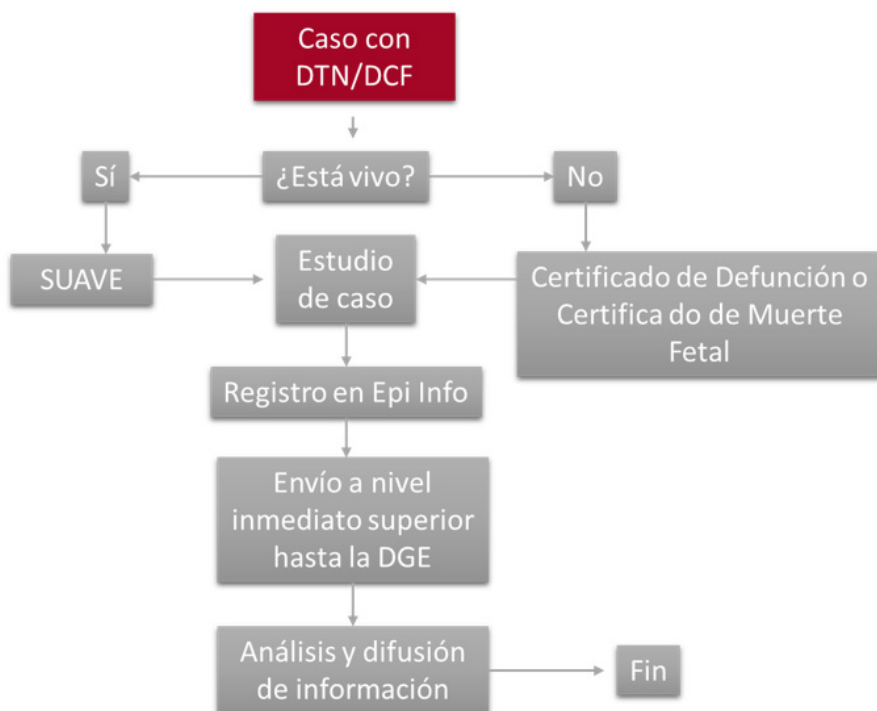 Caso con
DTN/DCF
Sí
¿Está vivo?
No
SUAVE
Estudio
de caso
Certificado de Defunción o
Certifica do de Muerte
Fetal
Registro en Epi Info
Envío a nivel
inmediato superior
hasta la DGE
Análisis y difusión
de información
Fin